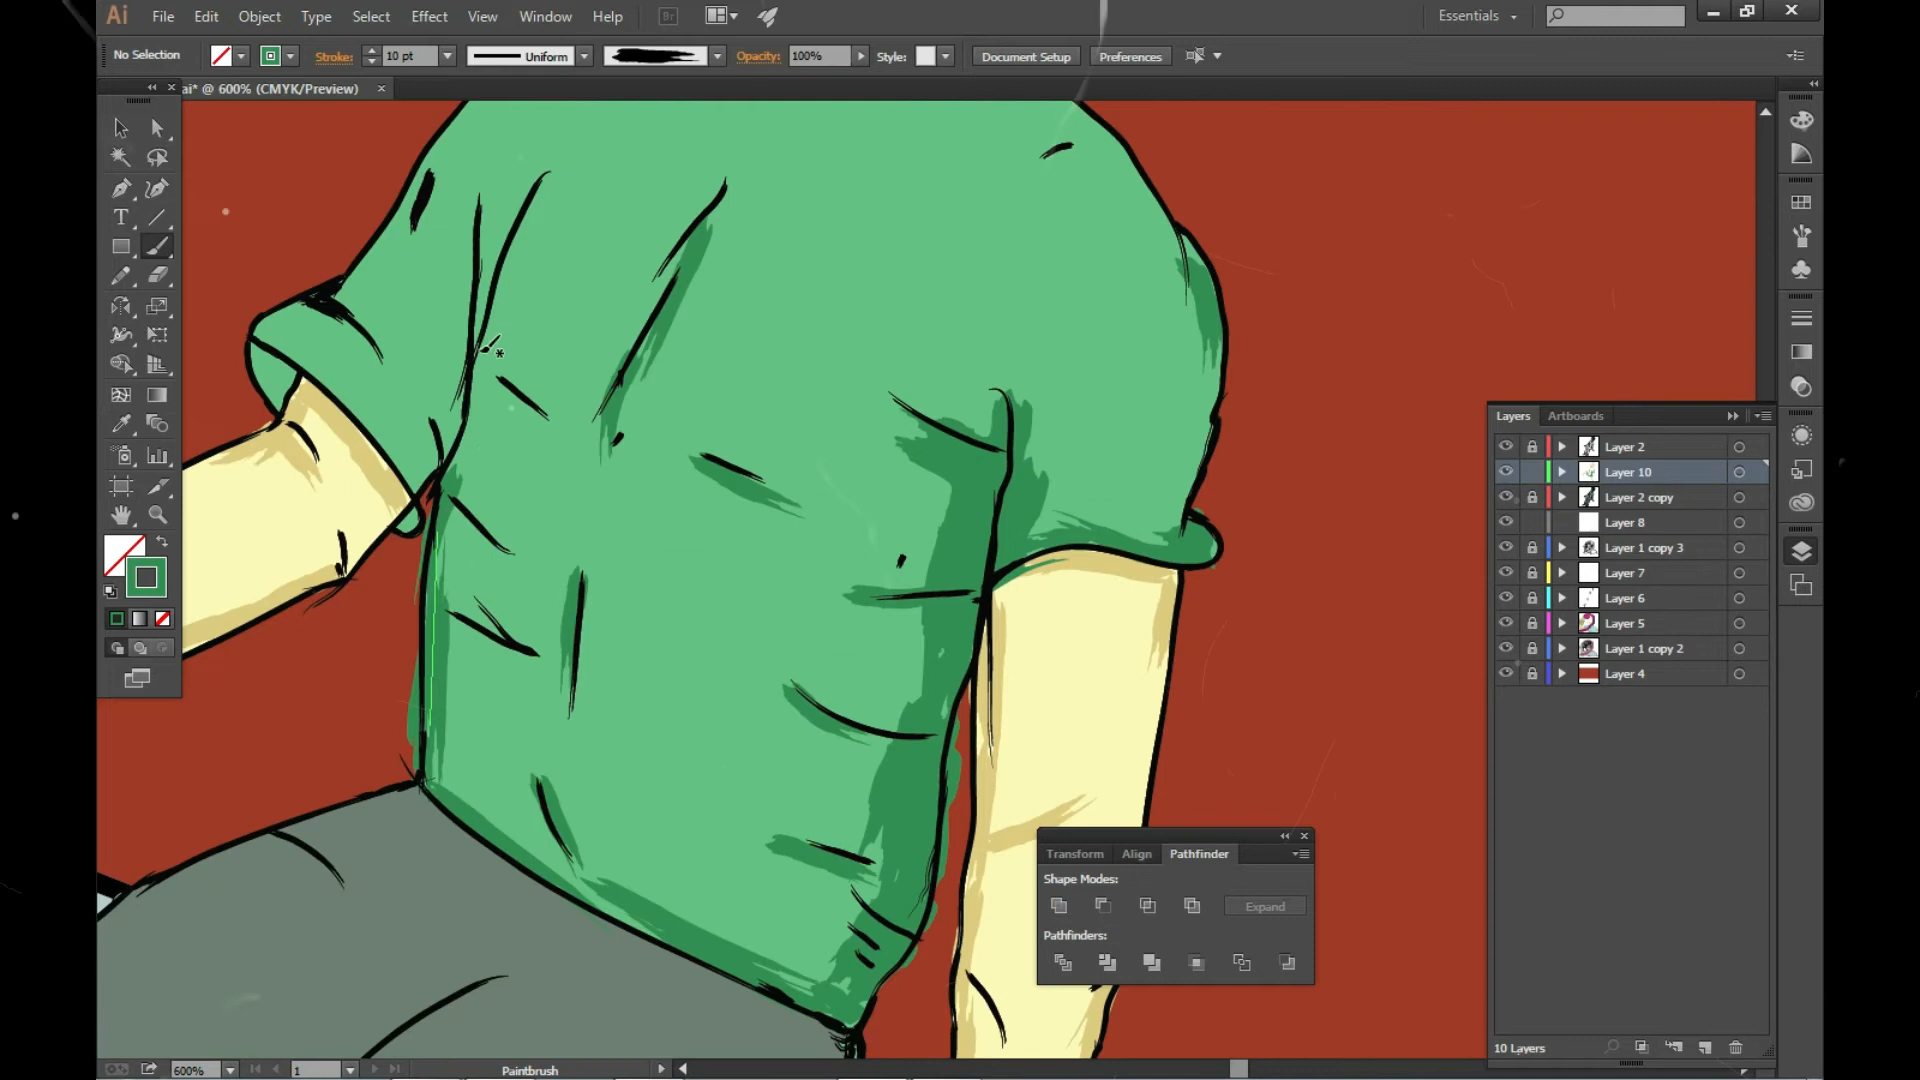 Ai File Edit Object Type Select Effect View Window Help Br Essentials
No Selection Stroke: 10 pt Uniform Opacity: 100% Style: Document Setup Preferences
ai* @ 600% (CMYK/Preview)
T
Layers Artboards
Layer 2
Layer 10
Layer 2 copy
Layer 8
Layer 1 copy 3
Layer 7
Layer 6
Layer 5
Layer 1 copy 2
Layer 4
Transform Align Pathfinder
Shape Modes:
Expand
Pathfinders:
10 Layers
600% 1 Paintbrush